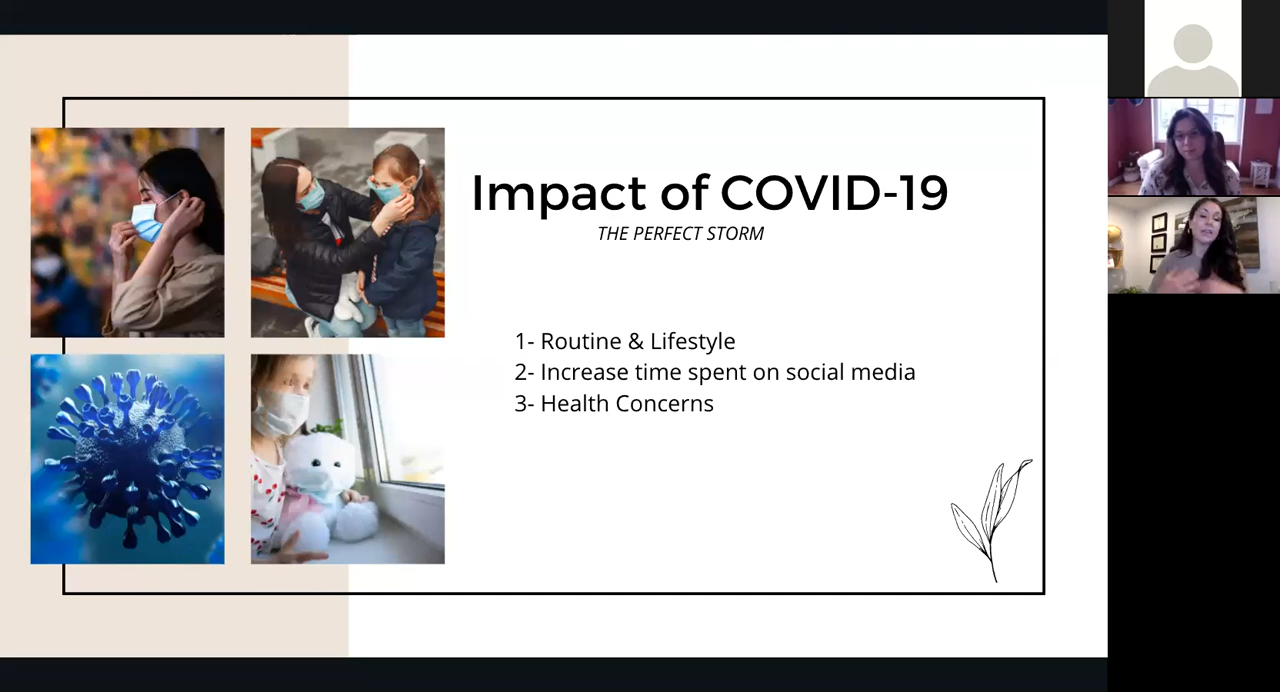 Impact of COVID-19
THE PERFECT STORM
1- Routine & Lifestyle
2- Increase time spent on social media
3- Health Concerns